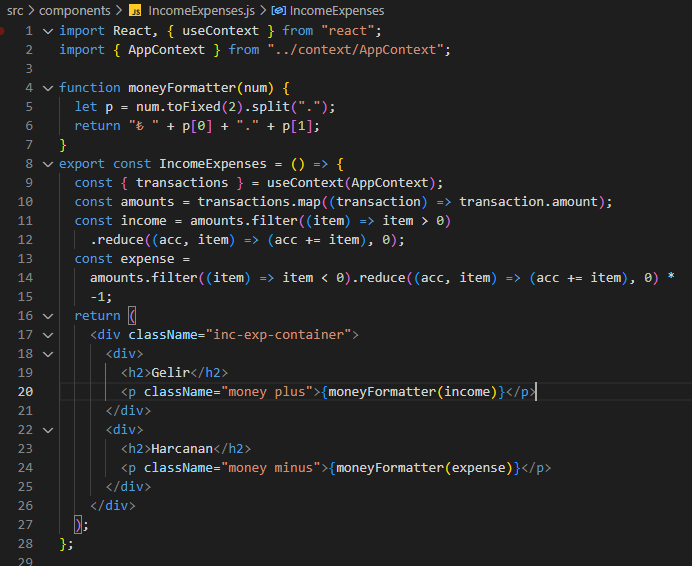 src > components > JS IncomeExpenses.js > IncomeExpenses
1 import React, { useContext } from "react";
2 import { AppContext } from "../context/AppContext";
3
4 function moneyFormatter(num) {
5   let p = num.toFixed(2).split(".");
6   return "₺ " + p[0] + "." + p[1];
7 }
8 export const IncomeExpenses = () => {
9   const { transactions } = useContext(AppContext);
10   const amounts = transactions.map((transaction) => transaction.amount);
11   const income = amounts.filter((item) => item > 0)
12     .reduce((acc, item) => (acc += item), 0);
13   const expense =
14     amounts.filter((item) => item < 0).reduce((acc, item) => (acc += item), 0) *
15     -1;
16   return (
17     <div className="inc-exp-container">
18       <div>
19         <h2>Gelir</h2>
20         <p className="money plus">{moneyFormatter(income)}</p>
21       </div>
22       <div>
23         <h2>Harcanan</h2>
24         <p className="money minus">{moneyFormatter(expense)}</p>
25       </div>
26     </div>
27   );
28 };
29